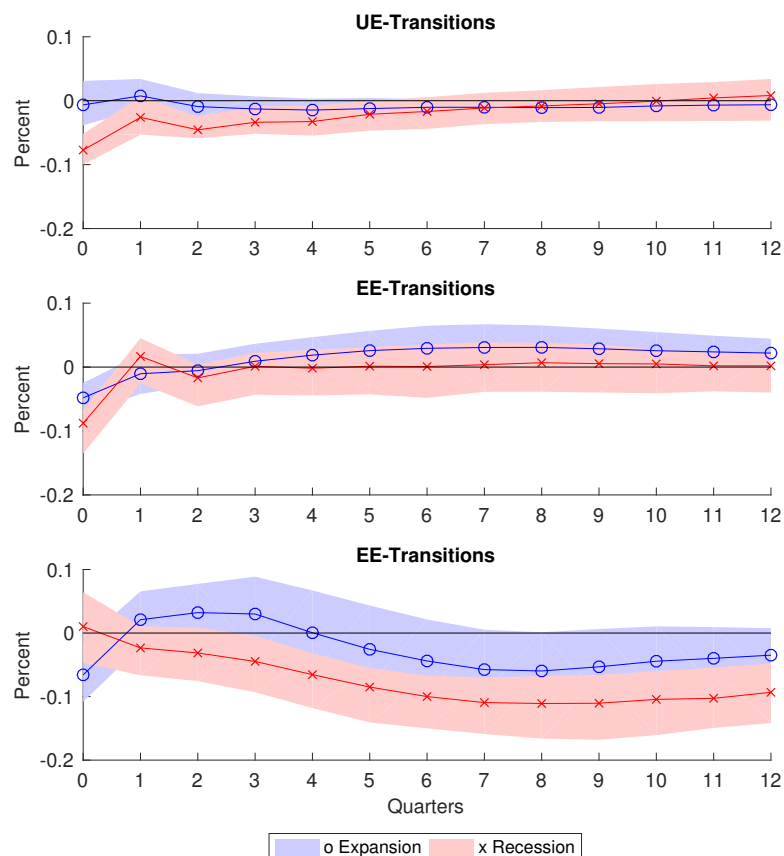 UE-Transitions
0.1
0
-0.1
-0.2
Percent
0 1 2 3 4 5 6 7 8 9 10 11 12
EE-Transitions
0.1
0
-0.1
-0.2
Percent
0 1 2 3 4 5 6 7 8 9 10 11 12
EE-Transitions
0.1
0
-0.1
-0.2
Percent
0 1 2 3 4 5 6 7 8 9 10 11 12
Quarters
o Expansion x Recession